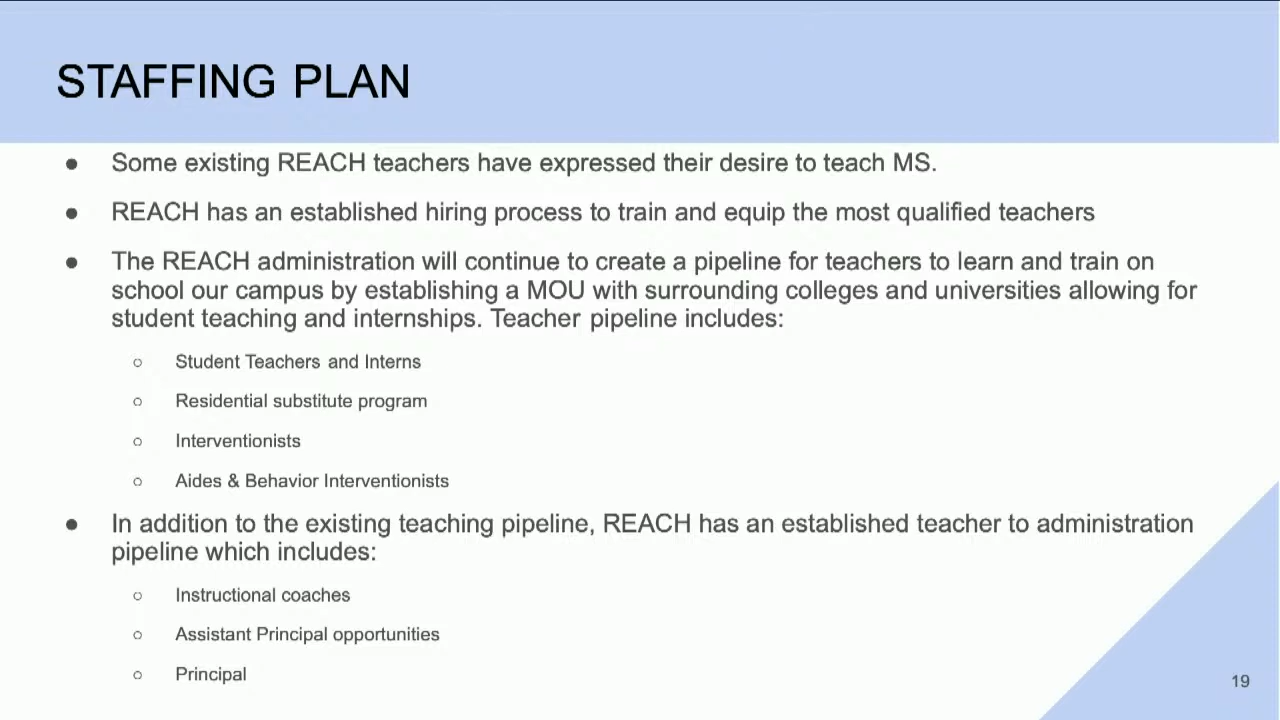 STAFFING PLAN
● Some existing REACH teachers have expressed their desire to teach MS.
● REACH has an established hiring process to train and equip the most qualified teachers
● The REACH administration will continue to create a pipeline for teachers to learn and train on
school our campus by establishing a MOU with surrounding colleges and universities allowing for
student teaching and internships. Teacher pipeline includes:
○ Student Teachers and Interns
○ Residential substitute program
○ Interventionists
○ Aides & Behavior Interventionists
● In addition to the existing teaching pipeline, REACH has an established teacher to administration
pipeline which includes:
○ Instructional coaches
○ Assistant Principal opportunities
○ Principal
19